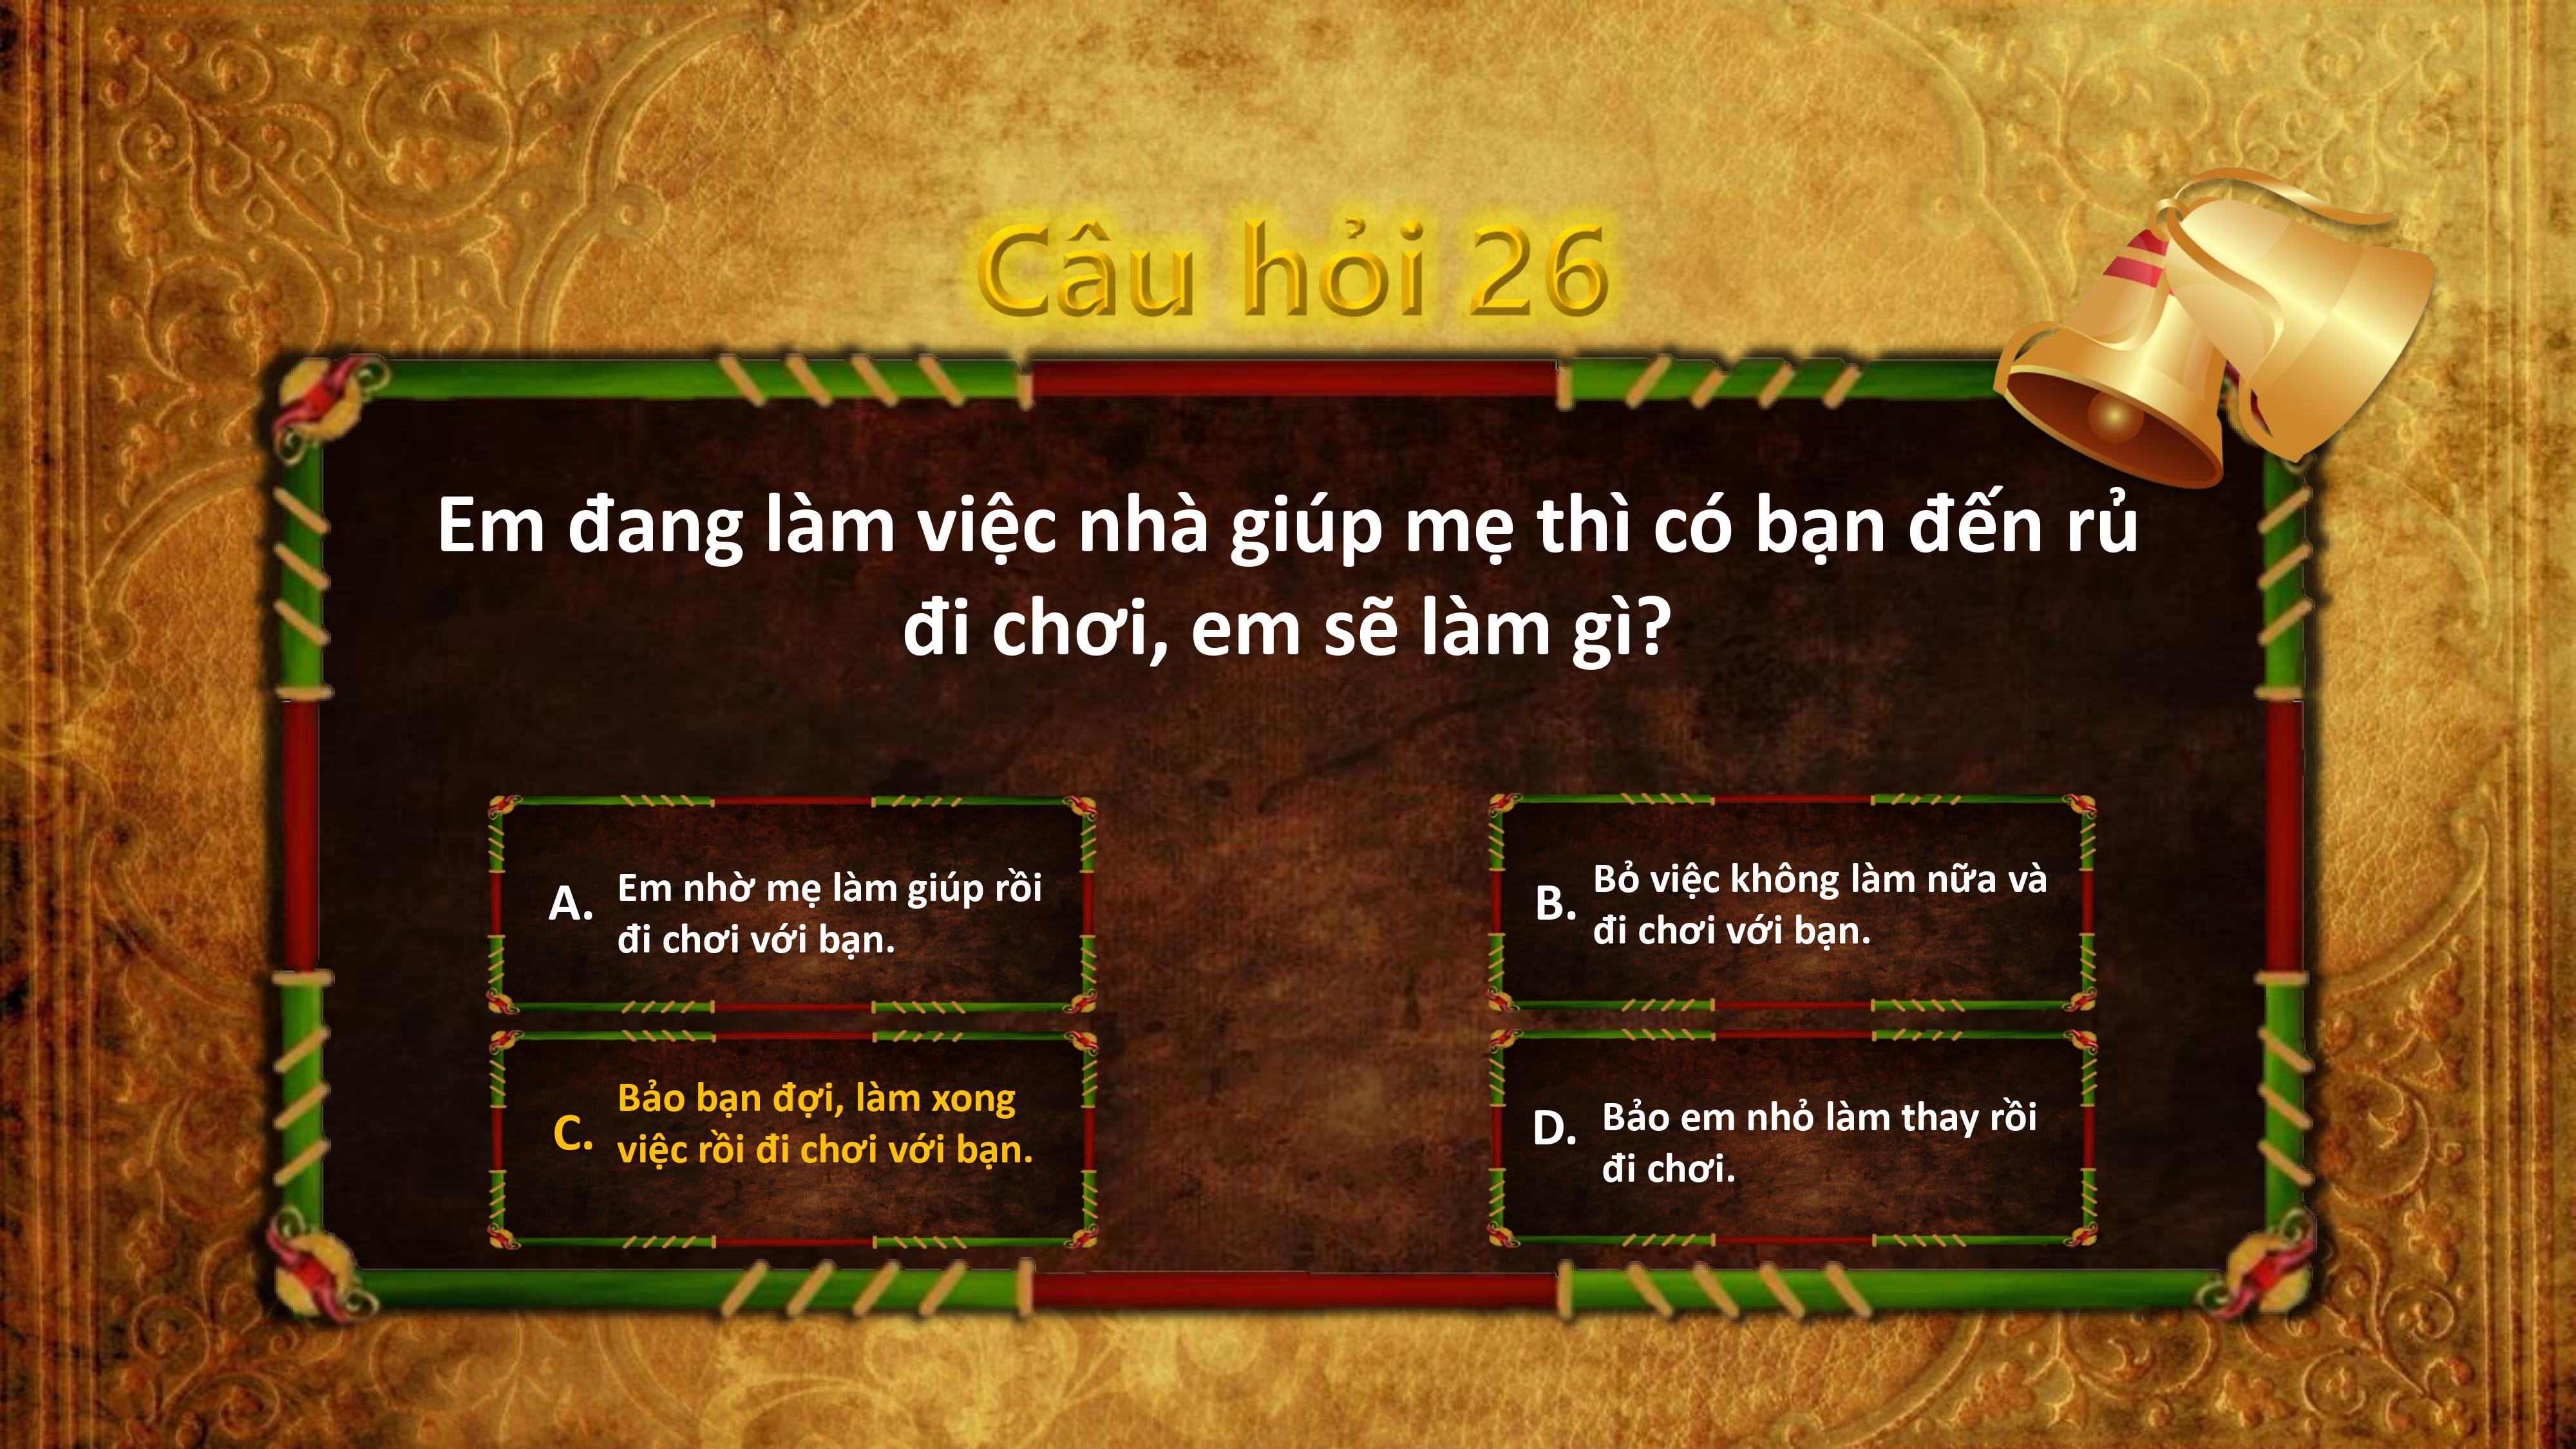 Câu hỏi 26
Em đang làm việc nhà giúp mẹ thì có bạn đến rủ
đi chơi, em sẽ làm gì?
A. Em nhờ mẹ làm giúp rồi
đi chơi với bạn.
B. Bỏ việc không làm nữa và
đi chơi với bạn.
C. Bảo bạn đợi, làm xong
việc rồi đi chơi với bạn.
D. Bảo em nhỏ làm thay rồi
đi chơi.